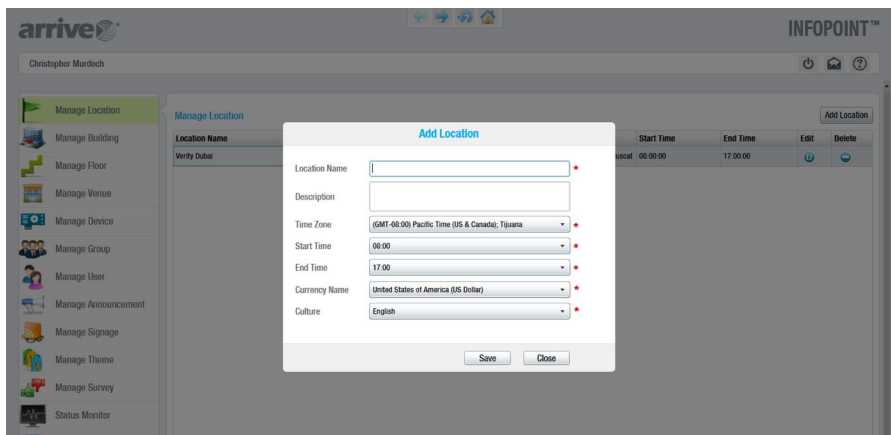 arrive
INFOPOINT™
Christopher Murdoch
Manage Location
Manage Building
Manage Floor
Manage Venue
Manage Device
Manage Group
Manage User
Manage Announcement
Manage Signage
Manage Theme
Manage Survey
Status Monitor
Manage Location
Add Location
Location Name Start Time End Time Edit Delete
Verity Dubai uscat 08:00:00 17:00:00
Add Location
Location Name *
Description
Time Zone (GMT-08:00) Pacific Time (US & Canada); Tijuana *
Start Time 08:00 *
End Time 17:00 *
Currency Name United States of America (US Dollar) *
Culture English *
Save Close